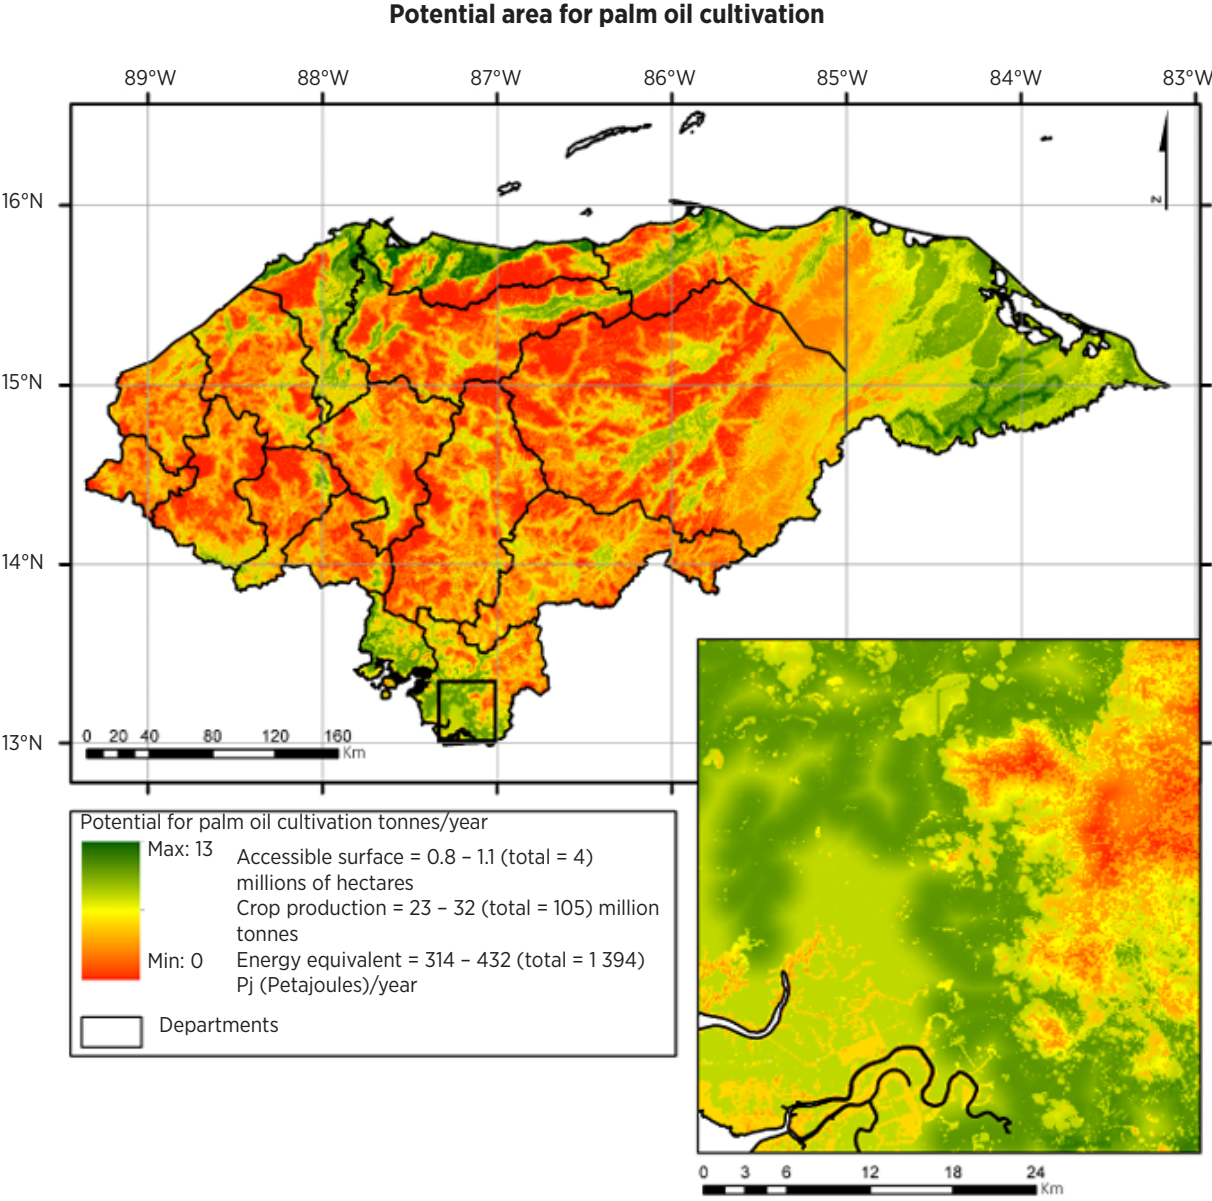 Potential area for palm oil cultivation
89°W 88°W 87°W 86°W 85°W 84°W 83°W
16°N
15°N
14°N
13°N
N
0 20 40 80 120 160
Km
Potential for palm oil cultivation tonnes/year
Max: 13
Min: 0
Accessible surface = 0.8 – 1.1 (total = 4)
millions of hectares
Crop production = 23 – 32 (total = 105) million
tonnes
Energy equivalent = 314 – 432 (total = 1 394)
Pj (Petajoules)/year
Departments
0 3 6 12 18 24
Km